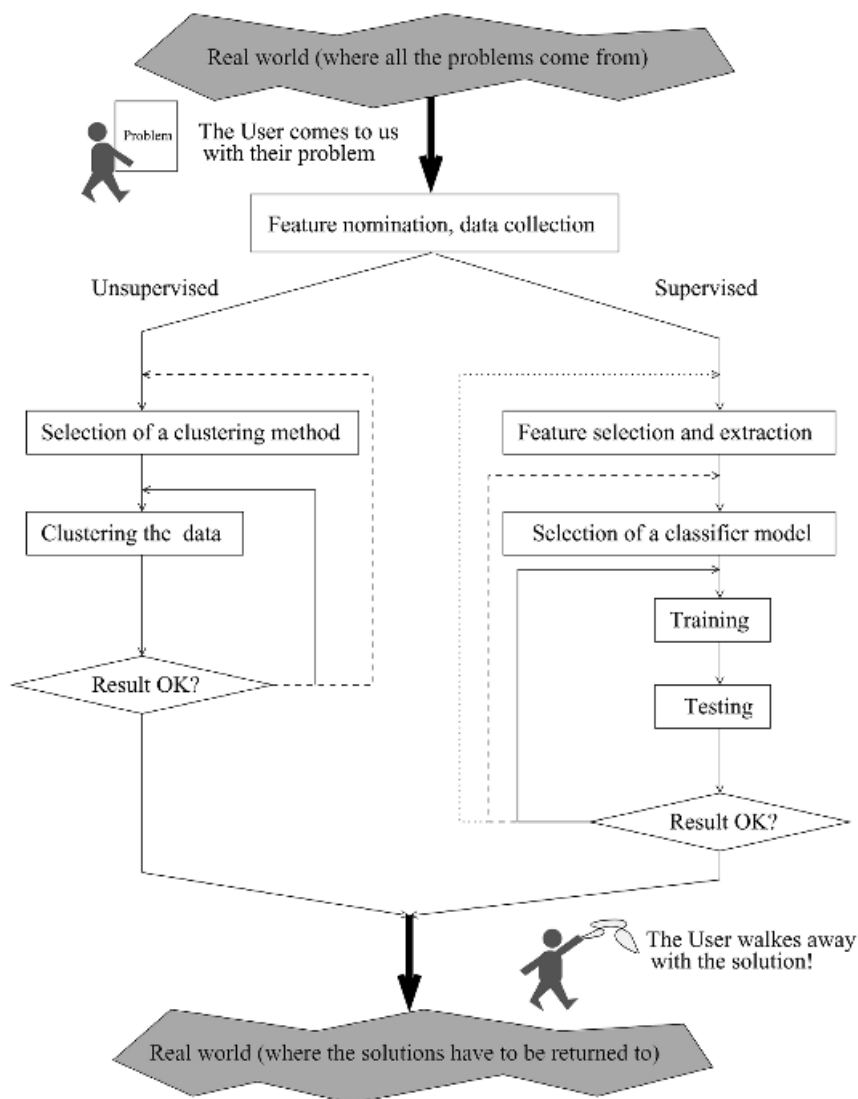 Real world (where all the problems come from)
Problem
The User comes to us
with their problem
Feature nomination, data collection
Unsupervised
Supervised
Selection of a clustering method
Feature selection and extraction
Clustering the data
Selection of a classifier model
Training
Result OK?
Testing
Result OK?
The User walkes away
with the solution!
Real world (where the solutions have to be returned to)